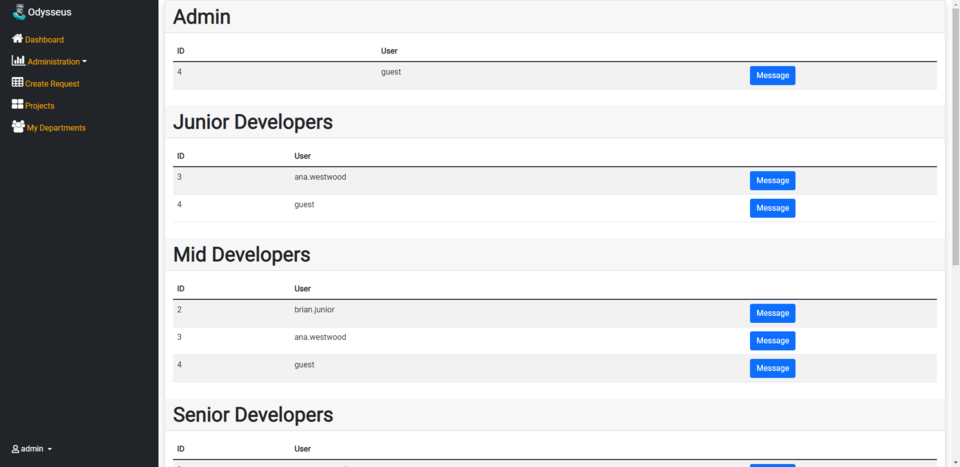 Odysseus
Dashboard
Administration
Create Request
Projects
My Departments
admin
Admin
ID User
4 guest Message
Junior Developers
ID User
3 ana.westwood Message
4 guest Message
Mid Developers
ID User
2 brian.junior Message
3 ana.westwood Message
4 guest Message
Senior Developers
ID User